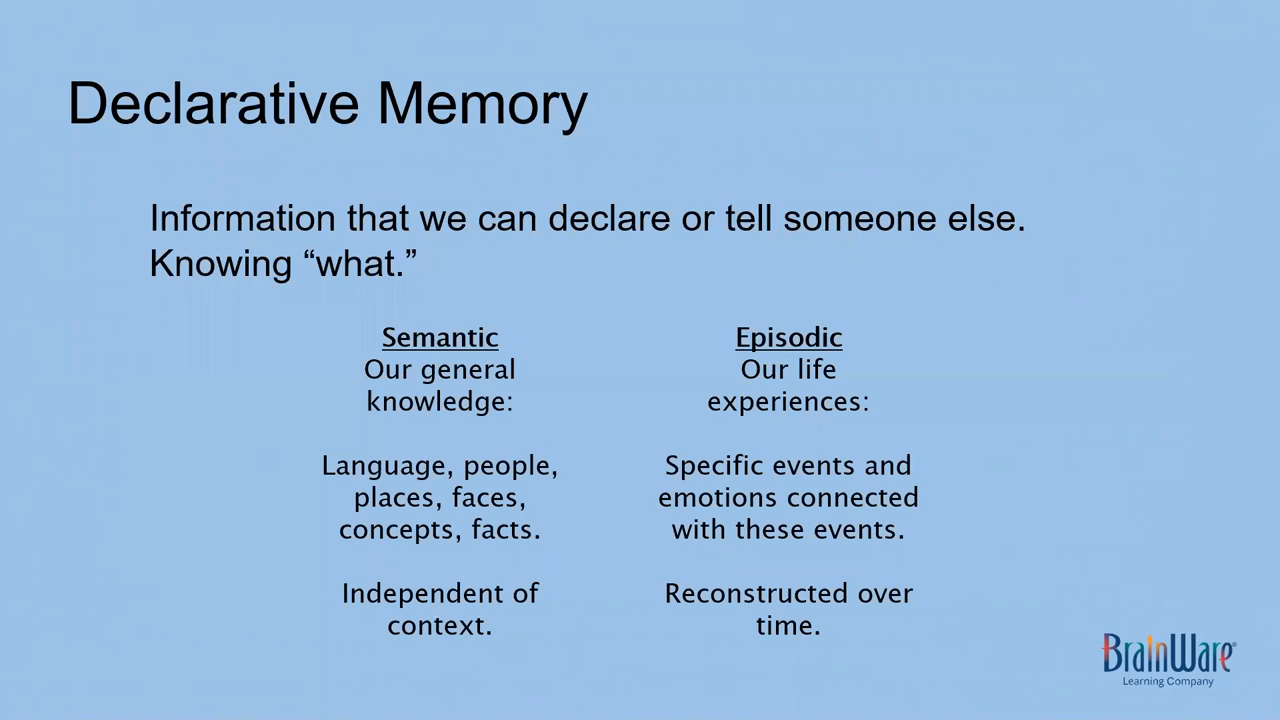 Declarative Memory
Information that we can declare or tell someone else.
Knowing “what.”
Semantic
Our general
knowledge:
Language, people,
places, faces,
concepts, facts.
Independent of
context.
Episodic
Our life
experiences:
Specific events and
emotions connected
with these events.
Reconstructed over
time.
BrainWare®
Learning Company